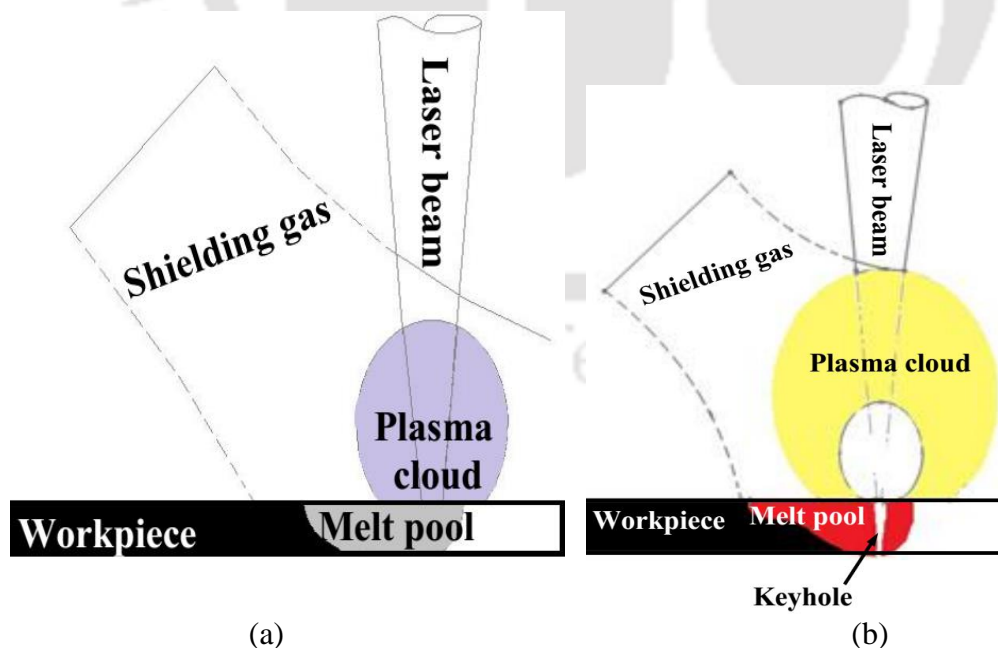 Laser beam
Shielding gas
Plasma
cloud
Workpiece
Melt pool
(a)
Laser beam
Shielding gas
Plasma cloud
Workpiece
Melt pool
Keyhole
(b)